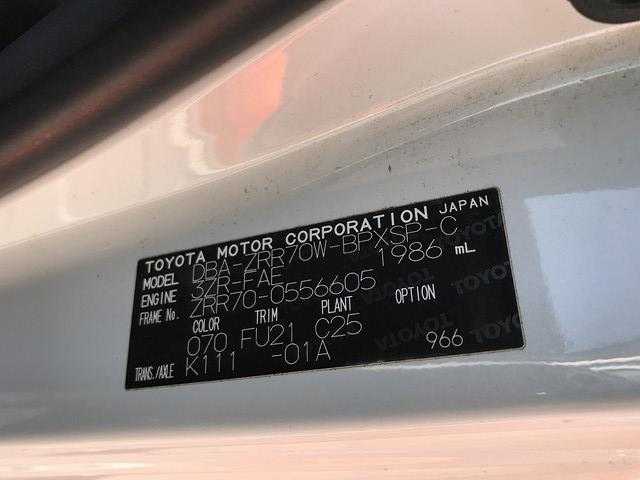 TOYOTA MOTOR CORPORATION JAPAN
MODEL DBA-ZRR70W-BPXSP-C
ENGINE 3ZR-FAE 1986 mL
FRAME No. ZRR70-0556605
COLOR TRIM PLANT OPTION
070 FU21 C25
TRANS./AXLE K111 -01A 966